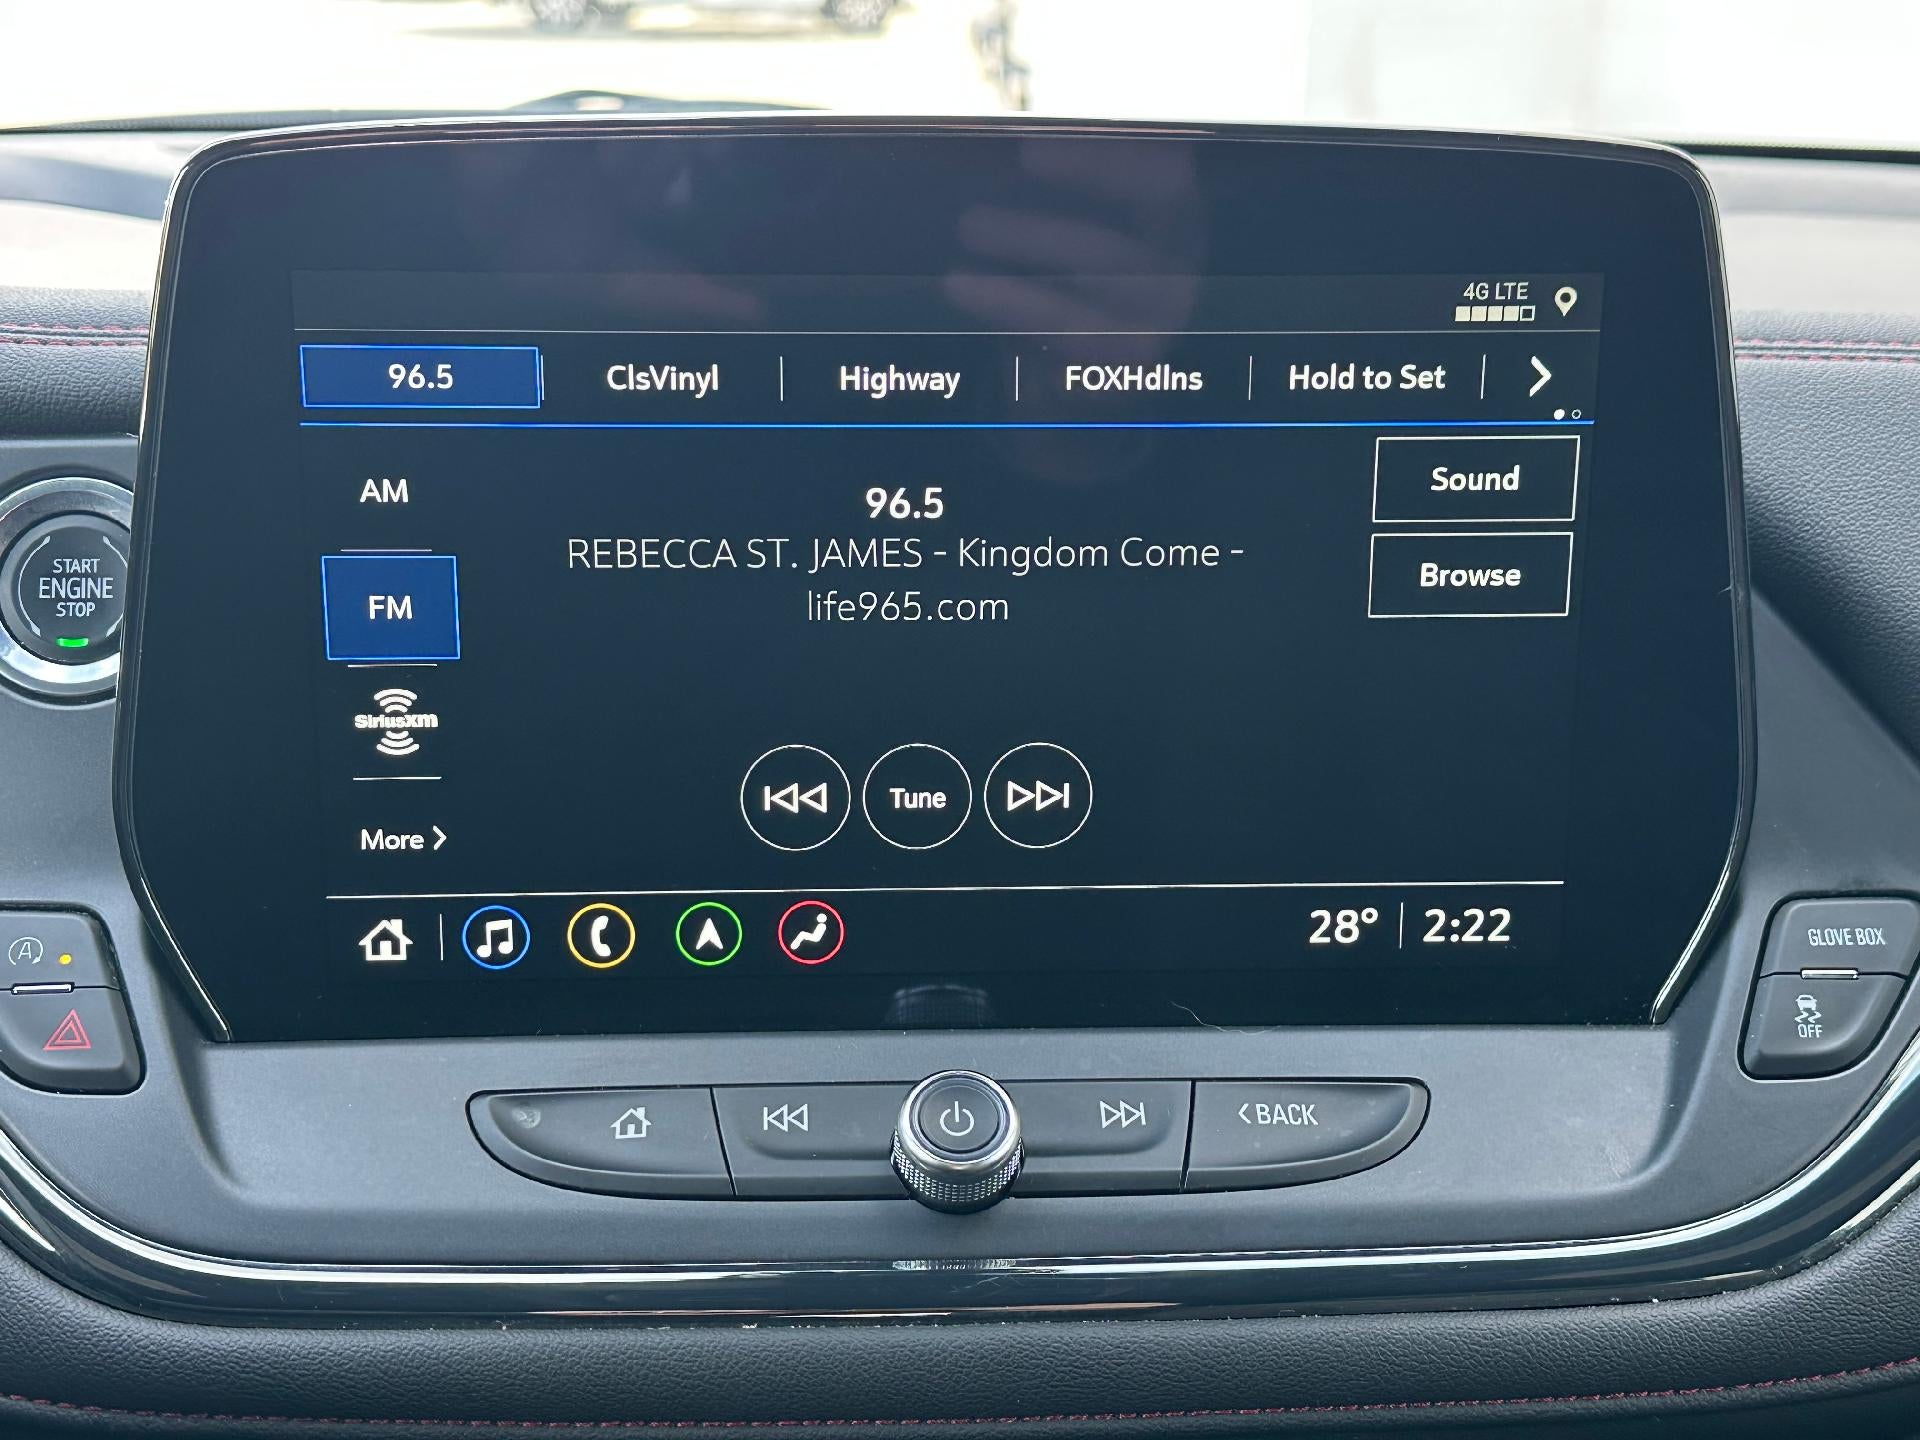 4G LTE
96.5
ClsVinyl
Highway
FOXHdlns
Hold to Set
AM
FM
SiriusXM
More
96.5
REBECCA ST. JAMES - Kingdom Come -
life965.com
Sound
Browse
Tune
28° 2:22
START
ENGINE
STOP
A
GLOVE BOX
OFF
BACK